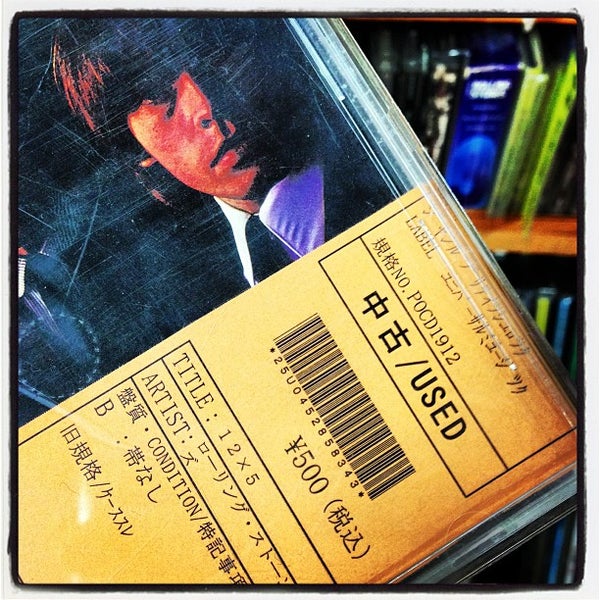 LABEL ユニバーサルミュージック
規格NO.POCD1912
中古/USED
*2500452858343*
¥500(税込)
TITLE:12×5
ARTIST:ローリング・ストーン
ズ
盤質・CONDITION/特記事項
B :帯なし
旧規格/ケーススレ